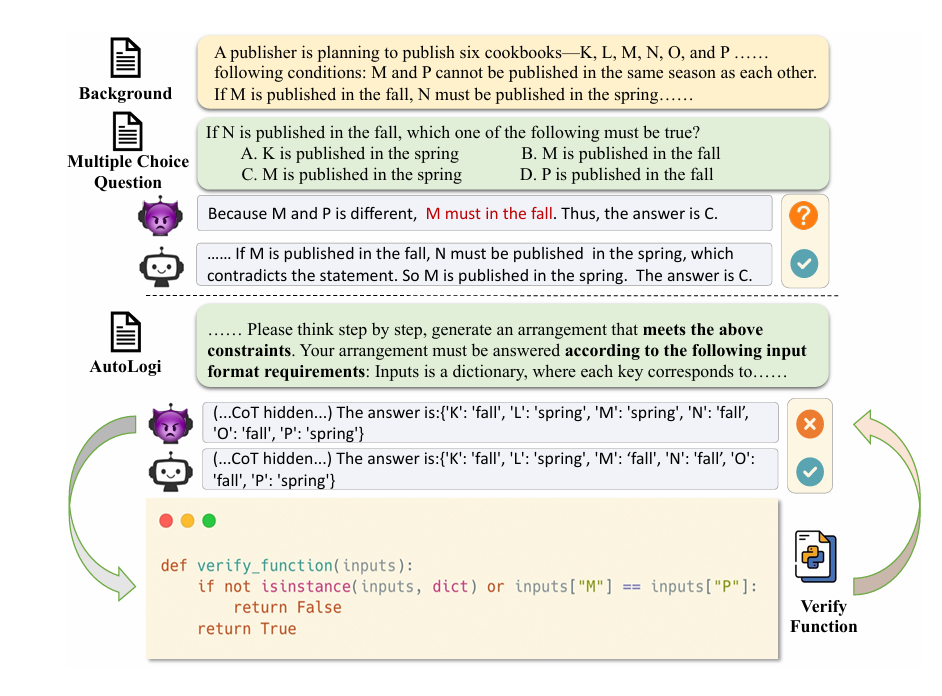 Background
A publisher is planning to publish six cookbooks—K, L, M, N, O, and P ……
following conditions: M and P cannot be published in the same season as each other.
If M is published in the fall, N must be published in the spring……
Multiple Choice
Question
If N is published in the fall, which one of the following must be true?
A. K is published in the spring B. M is published in the fall
C. M is published in the spring D. P is published in the fall
Because M and P is different, M must in the fall. Thus, the answer is C.
?
…… If M is published in the fall, N must be published in the spring, which
contradicts the statement. So M is published in the spring. The answer is C.
AutoLogi
…… Please think step by step, generate an arrangement that meets the above
constraints. Your arrangement must be answered according to the following input
format requirements: Inputs is a dictionary, where each key corresponds to……
(...CoT hidden...) The answer is:{'K': 'fall', 'L': 'spring', 'M': 'spring', 'N': 'fall’,
'O': 'fall', 'P': 'spring'}
(...CoT hidden...) The answer is:{'K': 'fall', 'L': 'spring', 'M': ‘fall', 'N': 'fall’, 'O':
'fall', 'P': 'spring'}
def verify_function(inputs):
if not isinstance(inputs, dict) or inputs["M"] == inputs["P"]:
return False
return True
Verify
Function